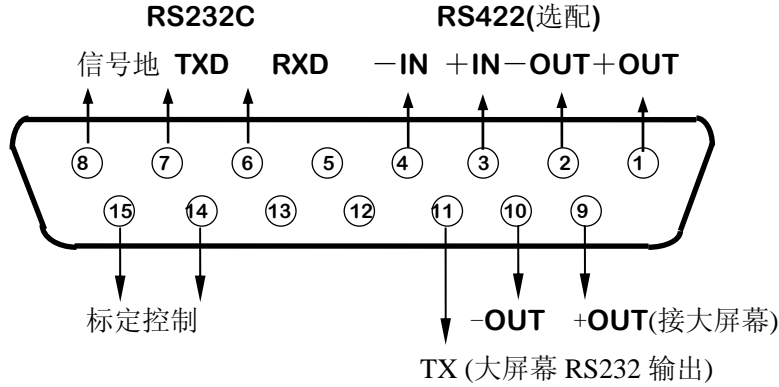 RS232C RS422(选配)
信号地 TXD RXD －IN ＋IN－OUT＋OUT
8 7 6 5 4 3 2 1
15 14 13 12 11 10 9
标定控制 -OUT +OUT(接大屏幕)
TX (大屏幕 RS232 输出)